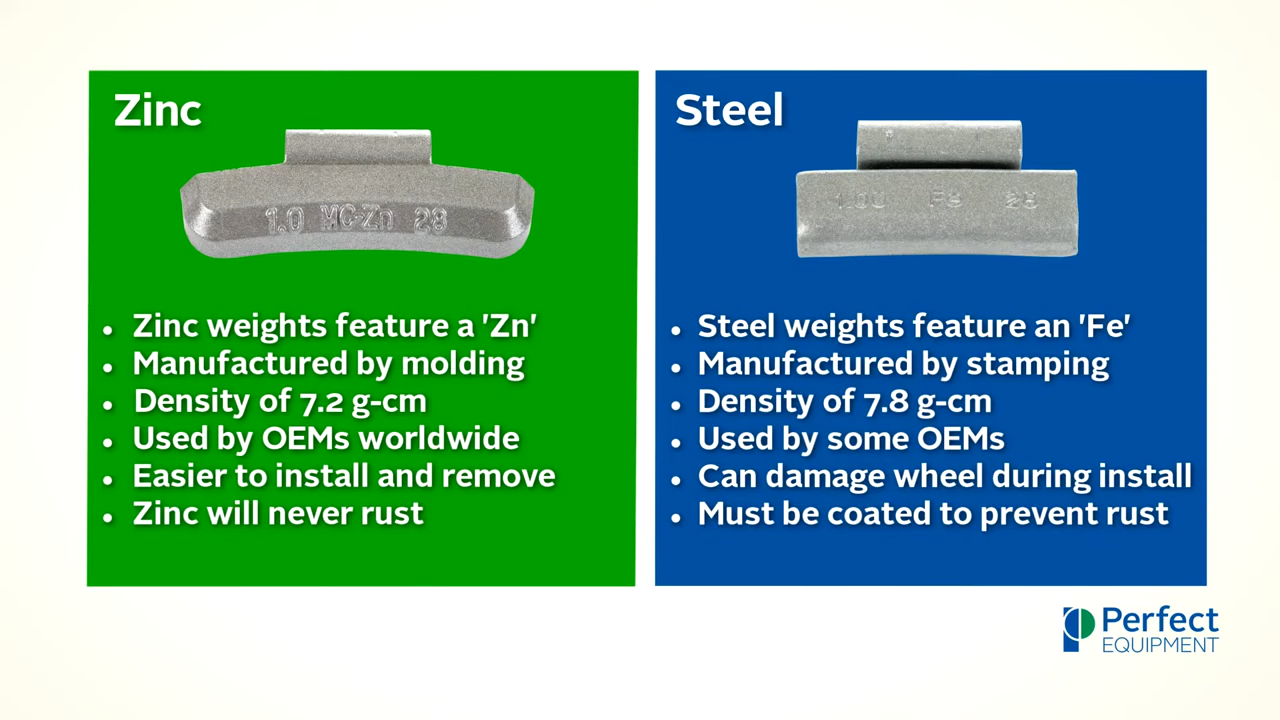 Zinc
1.0 MC-Zn 28
• Zinc weights feature a 'Zn'
• Manufactured by molding
• Density of 7.2 g-cm
• Used by OEMs worldwide
• Easier to install and remove
• Zinc will never rust
Steel
Fe 28
• Steel weights feature an 'Fe'
• Manufactured by stamping
• Density of 7.8 g-cm
• Used by some OEMs
• Can damage wheel during install
• Must be coated to prevent rust
Perfect
EQUIPMENT